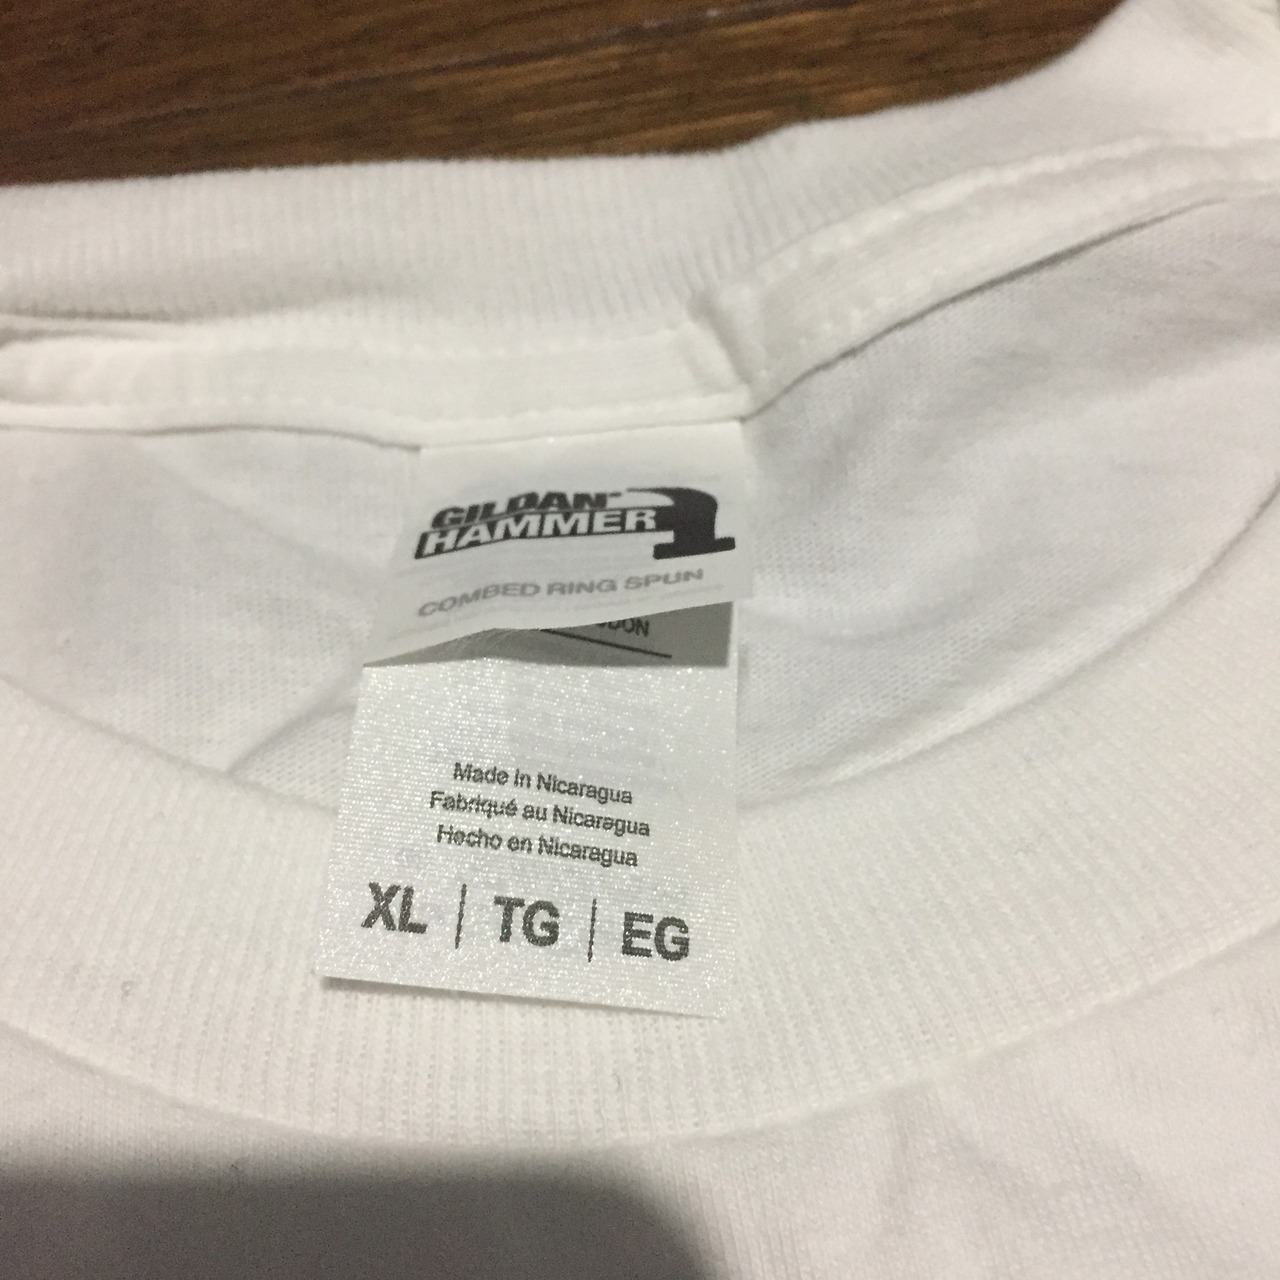 GILDAN
HAMMER
COMBED RING SPUN
Made in Nicaragua
Fabriqué au Nicaragua
Hecho en Nicaragua
XL | TG | EG